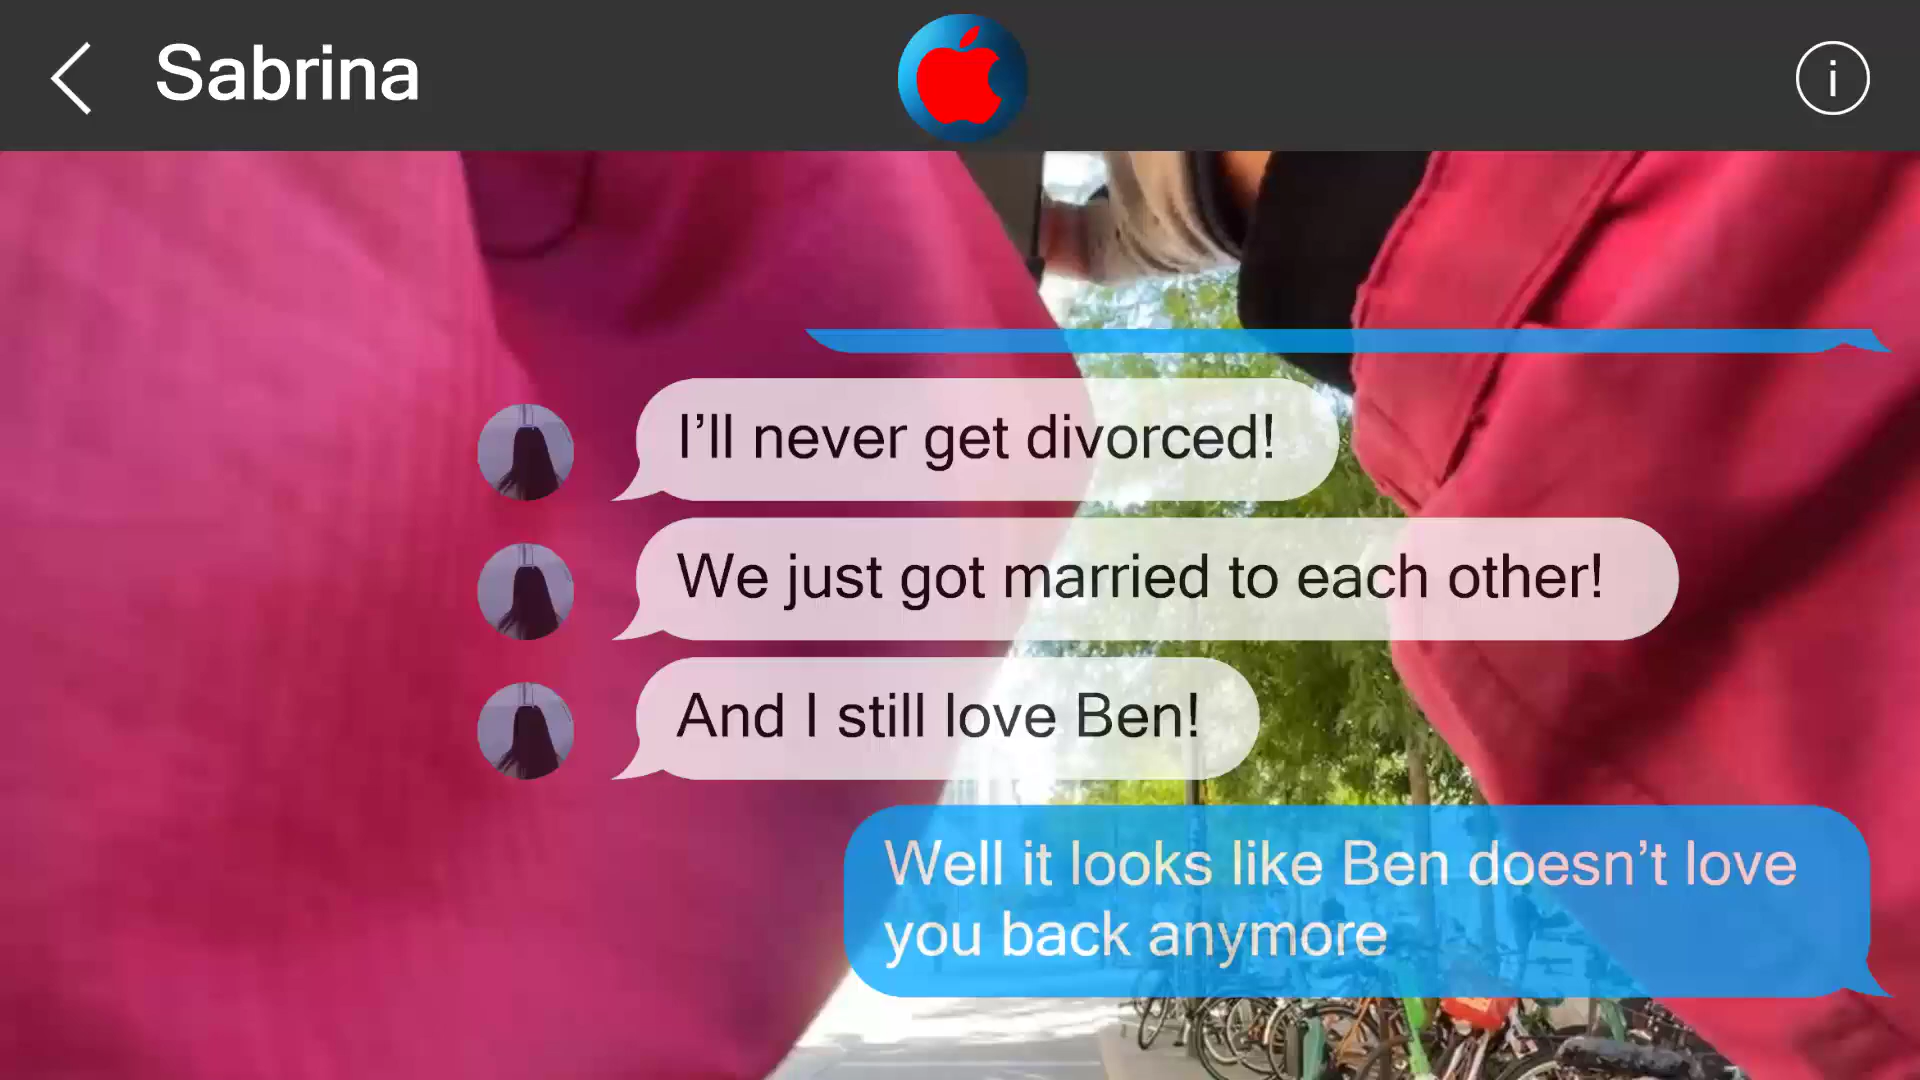 Sabrina
i
I’ll never get divorced!
We just got married to each other!
And I still love Ben!
Well it looks like Ben doesn’t love
you back anymore